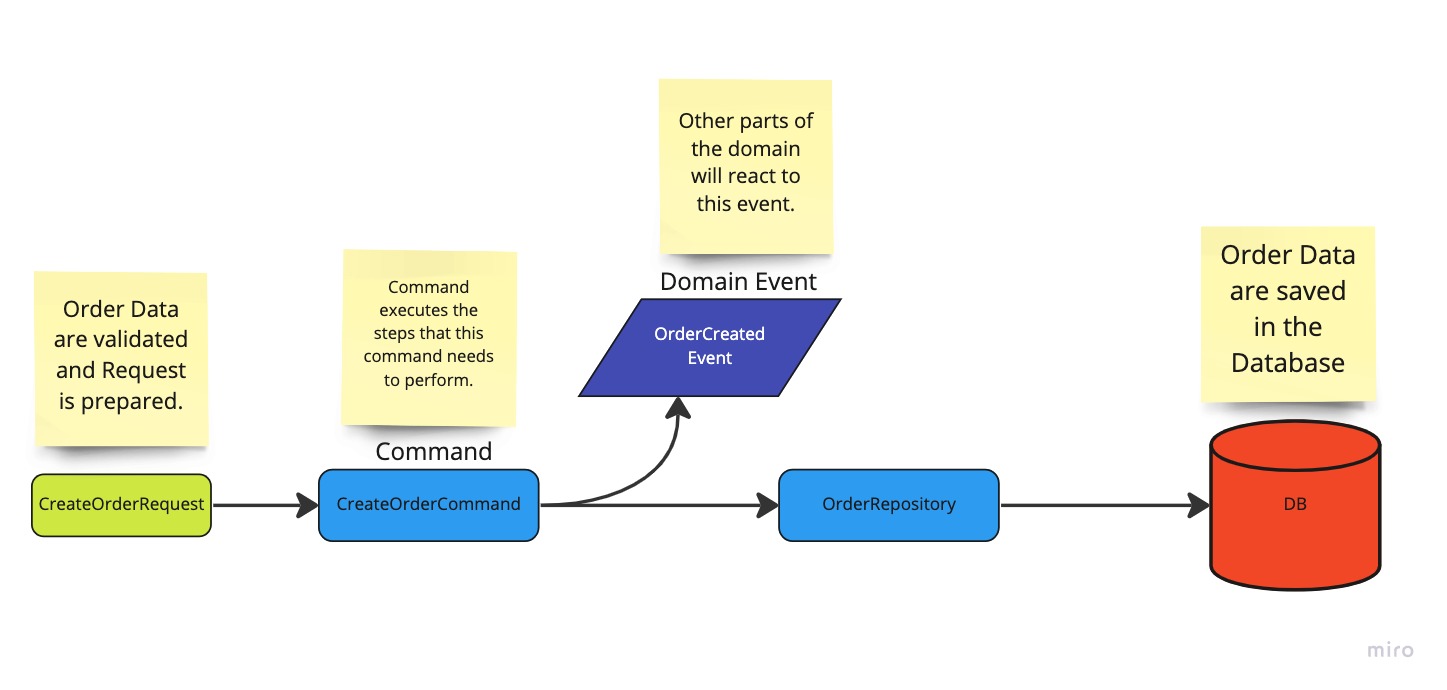 Other parts of
the domain
will react to
this event.
Order Data
are validated
and Request
is prepared.
Command
executes the
steps that this
command needs
to perform.
Domain Event
OrderCreated
Event
Order Data
are saved
in the
Database
Command
CreateOrderRequest
CreateOrderCommand
OrderRepository
DB
miro